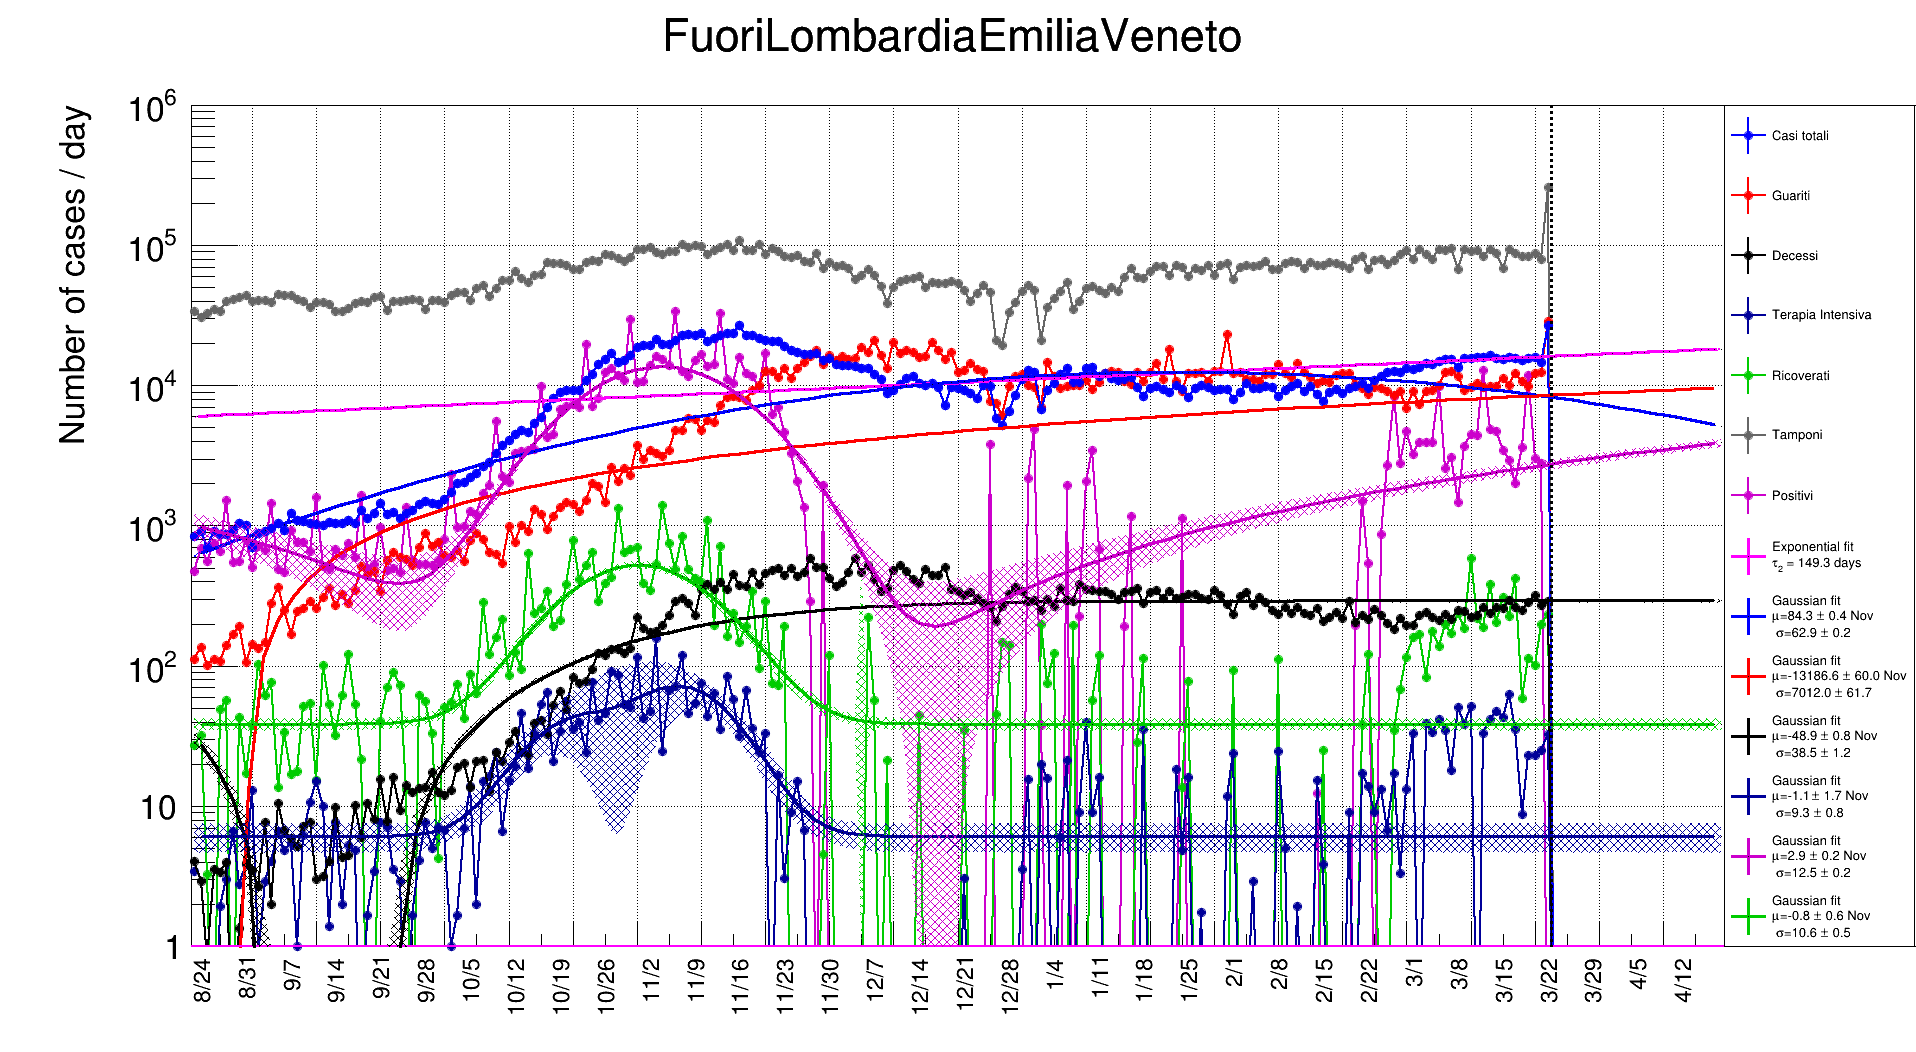 FuoriLombardiaEmiliaVeneto
Number of cases / day
10^6
10^5
10^4
10^3
10^2
10
1
8/24 8/31 9/7 9/14 9/21 9/28 10/5 10/12 10/19 10/26 11/2 11/9 11/16 11/23 11/30 12/7 12/14 12/21 12/28 1/4 1/11 1/18 1/25 2/1 2/8 2/15 2/22 3/1 3/8 3/15 3/22 3/29 4/5 4/12
Casi totali
Guariti
Decessi
Terapia Intensiva
Ricoverati
Tamponi
Positivi
Exponential fit
τ2 = 149.3 days
Gaussian fit
μ=84.3 ± 0.4 Nov
σ=62.9 ± 0.2
Gaussian fit
μ=-13186.6 ± 60.0 Nov
σ=7012.0 ± 61.7
Gaussian fit
μ=-48.9 ± 0.8 Nov
σ=38.5 ± 1.2
Gaussian fit
μ=-1.1 ± 1.7 Nov
σ=9.3 ± 0.8
Gaussian fit
μ=2.9 ± 0.2 Nov
σ=12.5 ± 0.2
Gaussian fit
μ=-0.8 ± 0.6 Nov
σ=10.6 ± 0.5